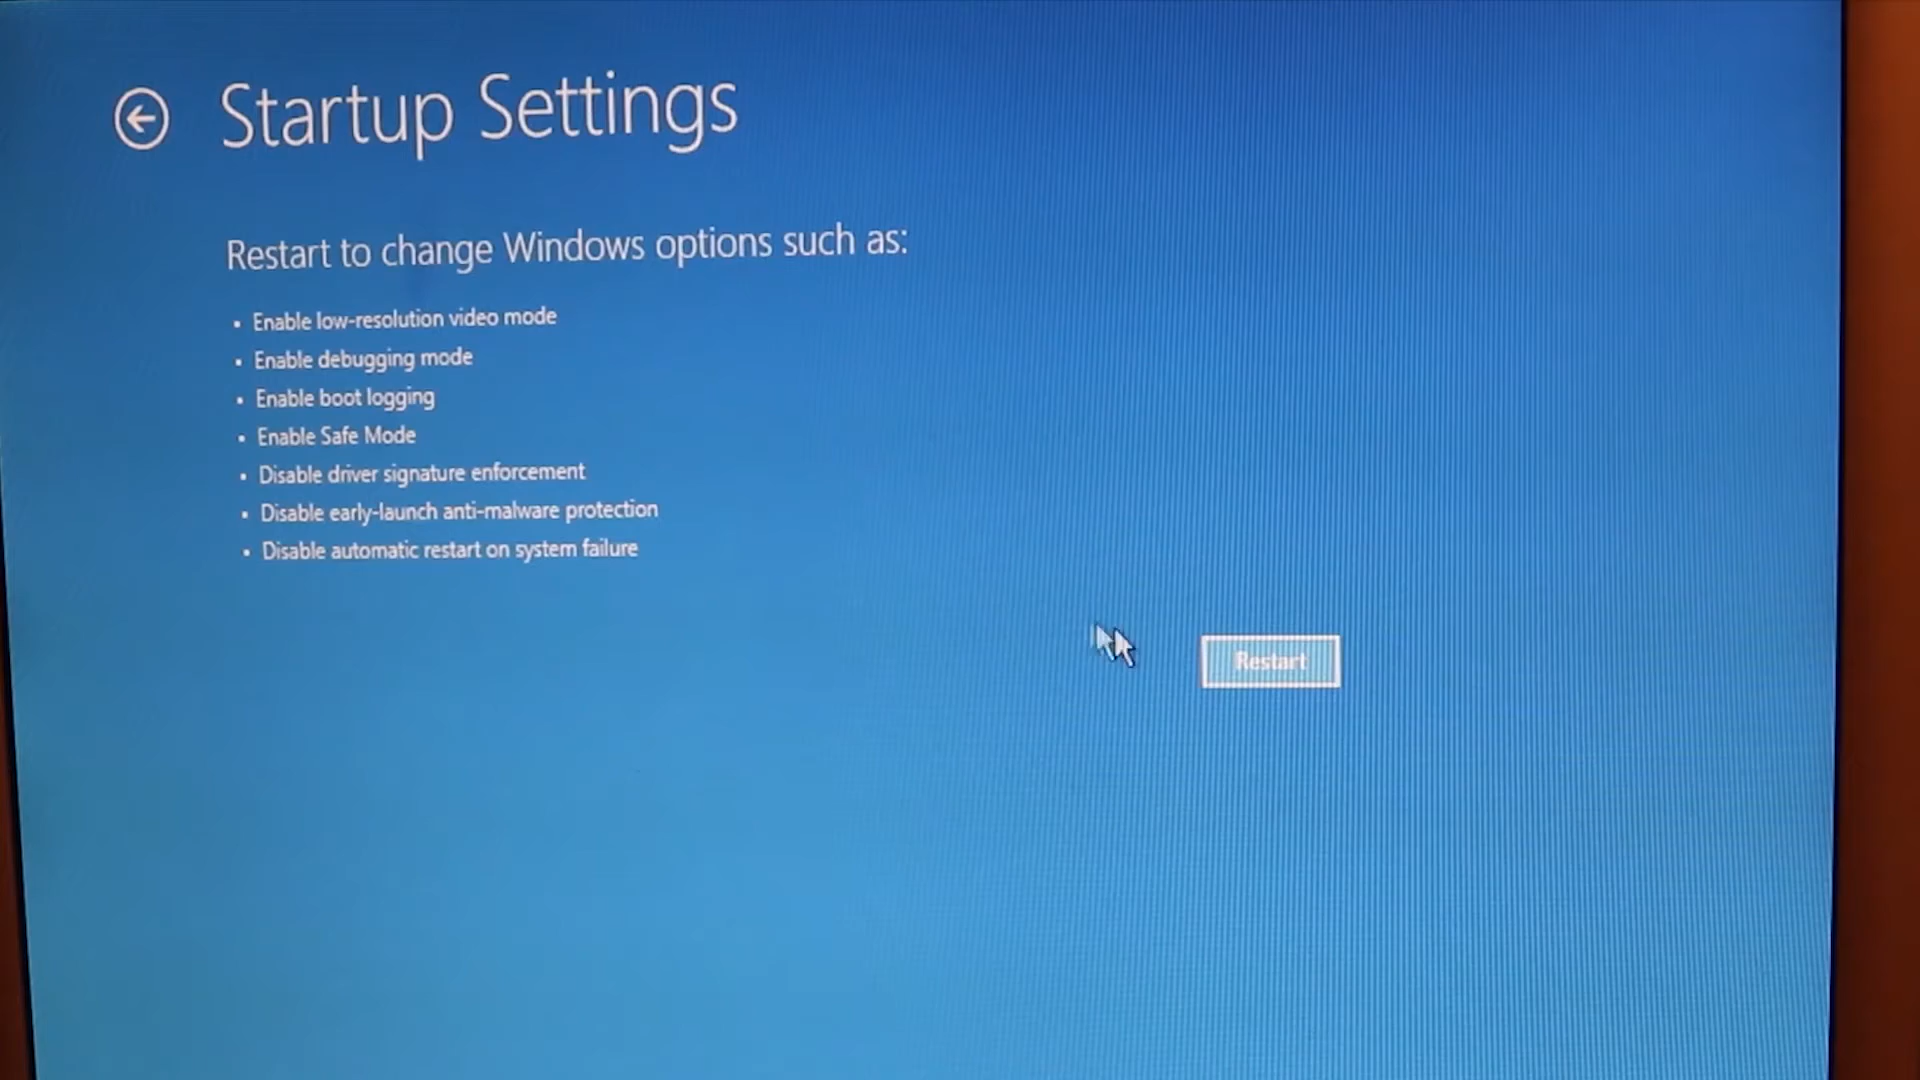 Startup Settings
Restart to change Windows options such as:
▪ Enable low-resolution video mode
▪ Enable debugging mode
▪ Enable boot logging
▪ Enable Safe Mode
▪ Disable driver signature enforcement
▪ Disable early-launch anti-malware protection
▪ Disable automatic restart on system failure
Restart